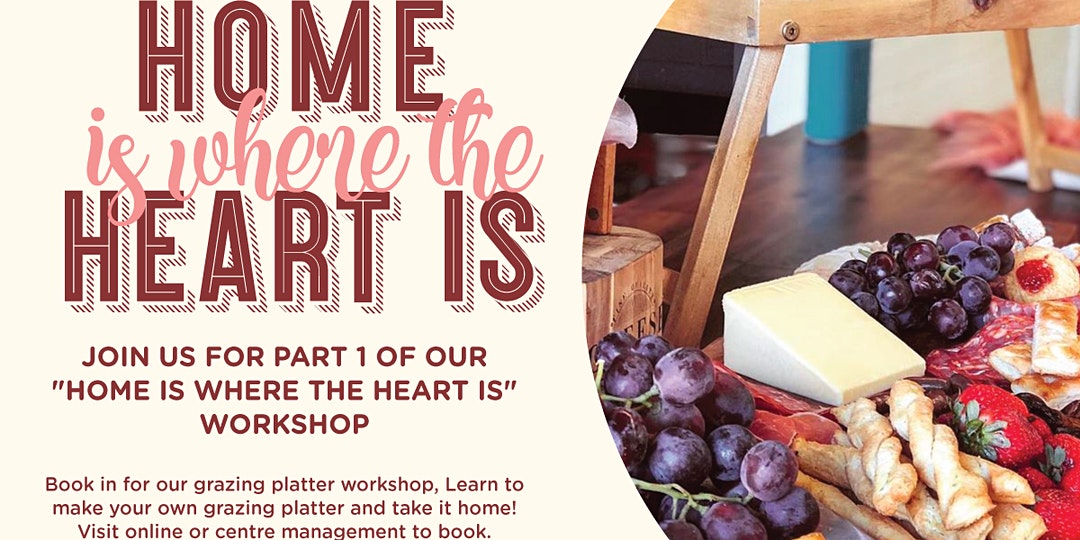 HOME
is where the
HEART IS
JOIN US FOR PART 1 OF OUR
"HOME IS WHERE THE HEART IS"
WORKSHOP
Book in for our grazing platter workshop, Learn to
make your own grazing platter and take it home!
Visit online or centre management to book.